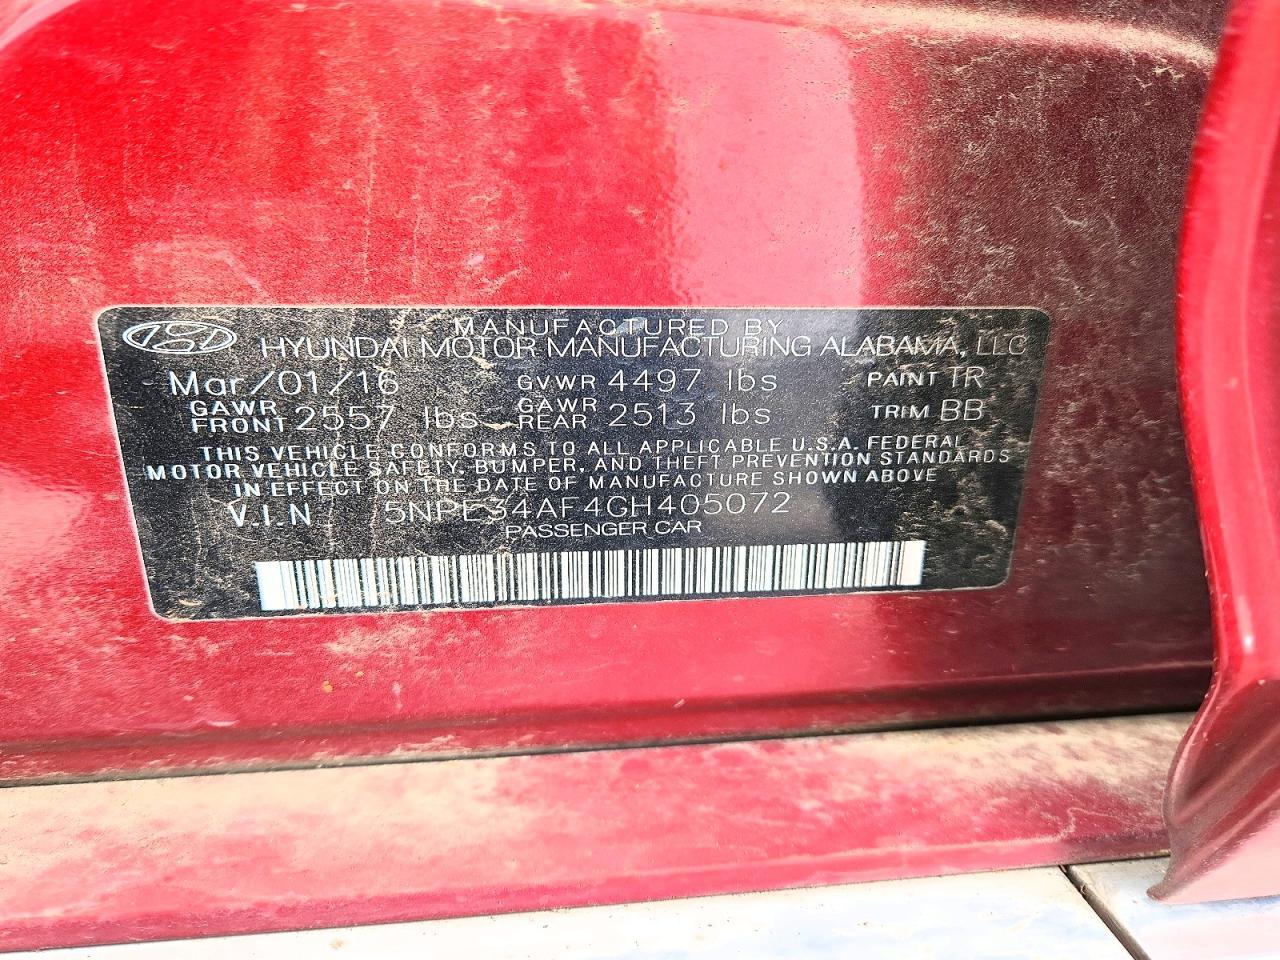 MANUFACTURED BY
HYUNDAI MOTOR MANUFACTURING ALABAMA, LLC
Mar/01/16 GVWR 4497 lbs PAINT TR
GAWR FRONT 2557 lbs GAWR REAR 2513 lbs TRIM BB
THIS VEHICLE CONFORMS TO ALL APPLICABLE U.S.A. FEDERAL
MOTOR VEHICLE SAFETY, BUMPER, AND THEFT PREVENTION STANDARDS
IN EFFECT ON THE DATE OF MANUFACTURE SHOWN ABOVE
V.I.N 5NPE34AF4GH405072
PASSENGER CAR